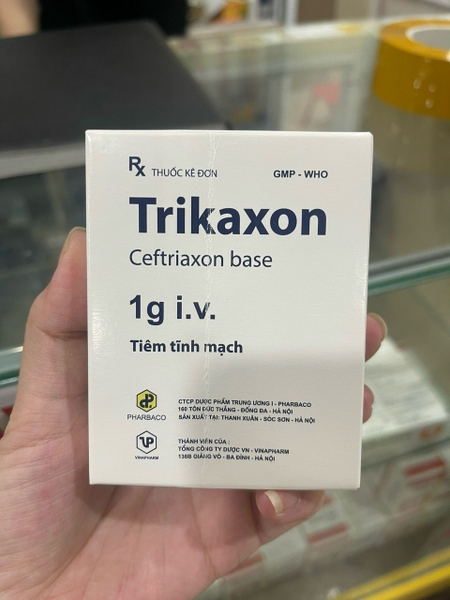 Rx THUỐC KÊ ĐƠN GMP - WHO
Trikaxon
Ceftriaxon base
1g i.v.
Tiêm tĩnh mạch
PHARBACO
CTCP DƯỢC PHẨM TRUNG ƯƠNG I - PHARBACO
160 TÔN ĐỨC THẮNG - ĐỐNG ĐA - HÀ NỘI
SẢN XUẤT TẠI: THANH XUÂN - SÓC SƠN - HÀ NỘI
VINAPHARM
THÀNH VIÊN CỦA :
TỔNG CÔNG TY DƯỢC VN - VINAPHARM
138B GIẢNG VÕ - BA ĐÌNH - HÀ NỘI